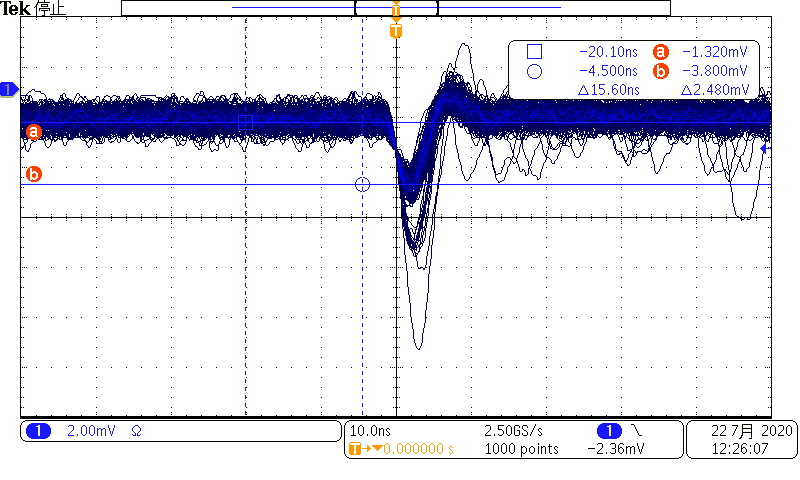 Tek 停止
T
T
−20.10ns a −1.320mV
−4.500ns b −3.800mV
△15.60ns △2.480mV
1
a
b
1 2.00mV Ω
10.0ns 2.50GS/s 1 −2.36mV
T→▼0.000000 s 1000 points
22 7月 2020
12:26:07